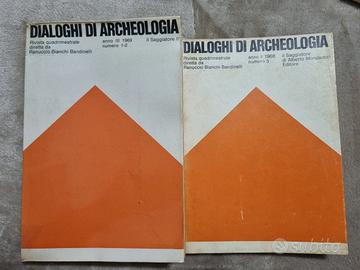 DIALOGHI DI ARCHEOLOGIA
Rivista quadrimestrale
diretta da
Ranuccio Bianchi Bandinelli
anno III 1969
numero 1-2
il Saggiatore
DIALOGHI DI ARCHEOLOGIA
Rivista quadrimestrale
diretta da
Ranuccio Bianchi Bandinelli
anno II 1968
numero 3
il Saggiatore
di Alberto Mondadori
Editore
subito